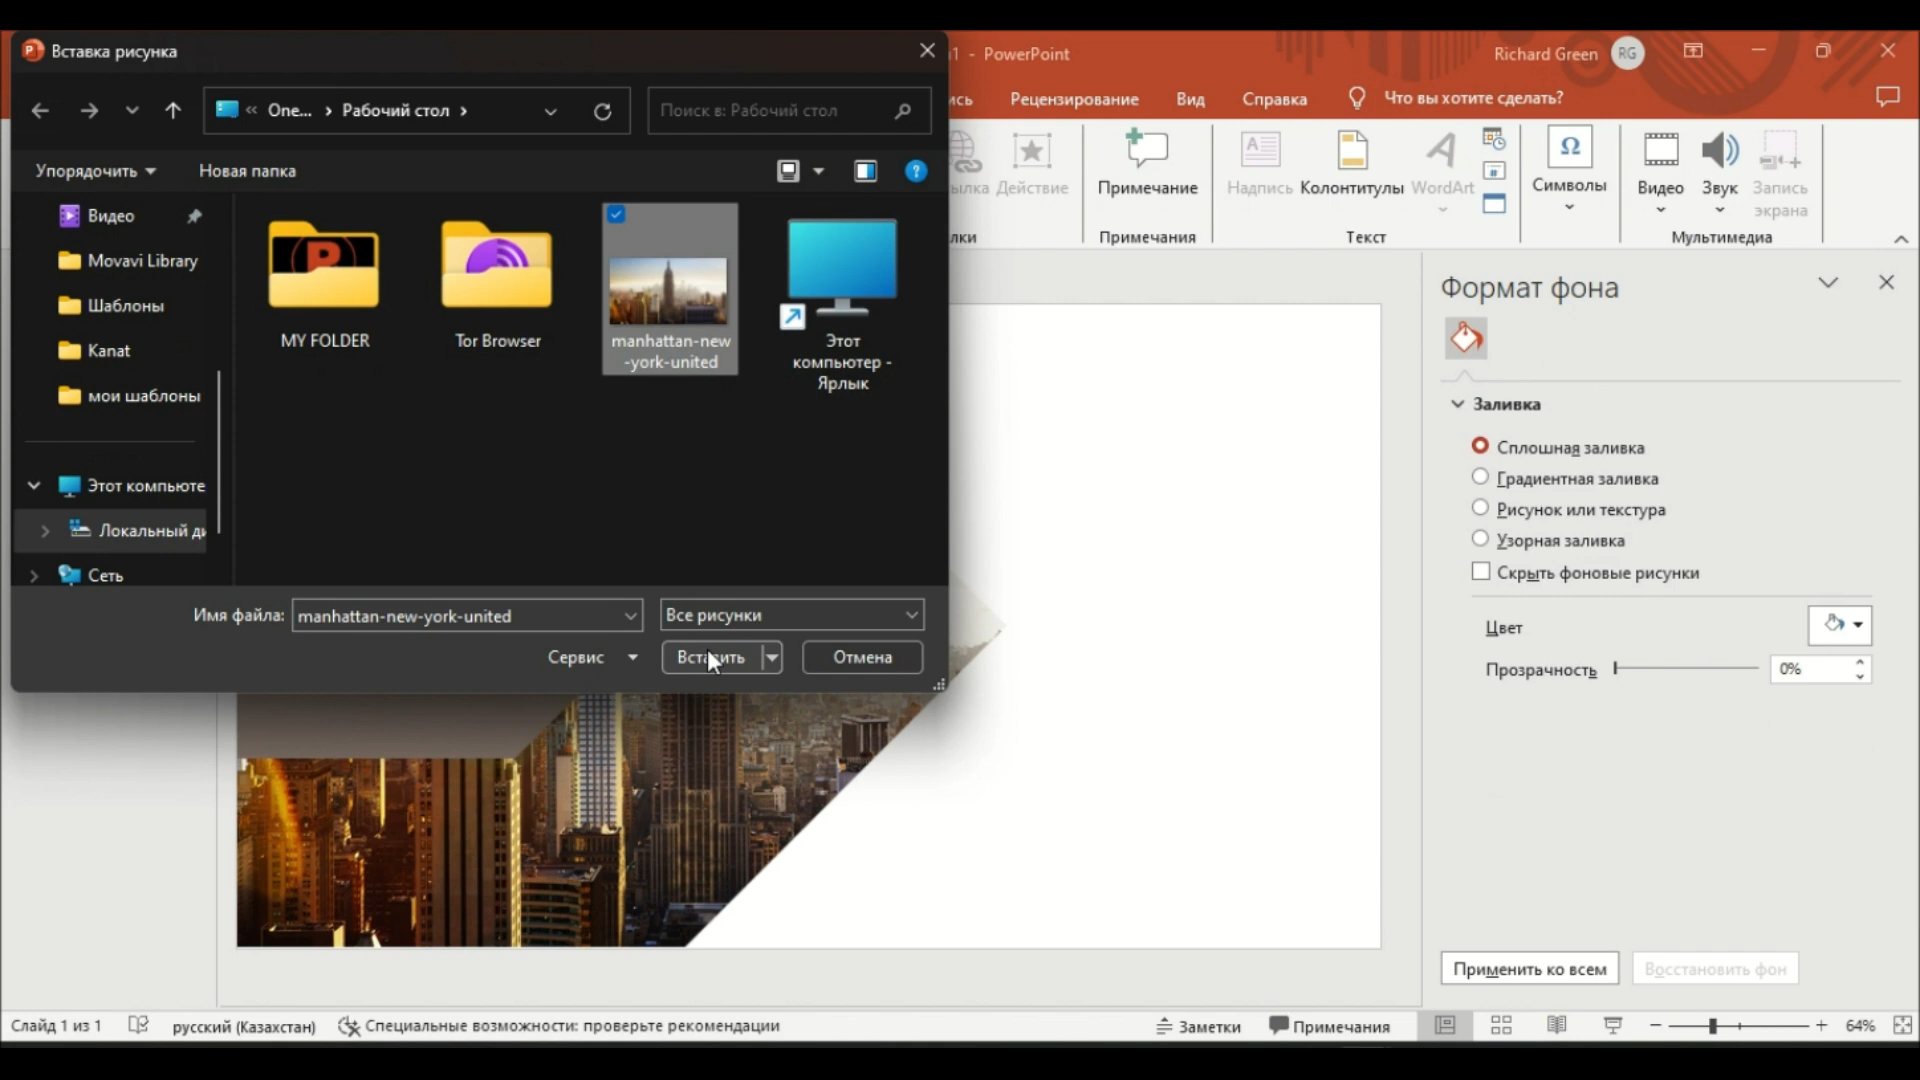 Вставка рисунка
1 - PowerPoint
Richard Green
RG
One...
Рабочий стол
Поиск в: Рабочий стол
Рецензирование
Вид
Справка
Что вы хотите сделать?
Упорядочить
Новая папка
?
Действие
Примечание
Надпись
Колонтитулы
WordArt
Символы
Видео
Звук
Запись
экрана
Примечания
Текст
Мультимедиа
Видео
Movavi Library
Шаблоны
Kanat
мои шаблоны
Этот компьюте
Локальный ди
Сеть
MY FOLDER
Tor Browser
manhattan-new
-york-united
Этот
компьютер -
Ярлык
Имя файла:
manhattan-new-york-united
Все рисунки
Сервис
Вставить
Отмена
Формат фона
Заливка
Сплошная заливка
Градиентная заливка
Рисунок или текстура
Узорная заливка
Скрыть фоновые рисунки
Цвет
Прозрачность
0%
Применить ко всем
Восстановить фон
Слайд 1 из 1
русский (Казахстан)
Специальные возможности: проверьте рекомендации
Заметки
Примечания
64%